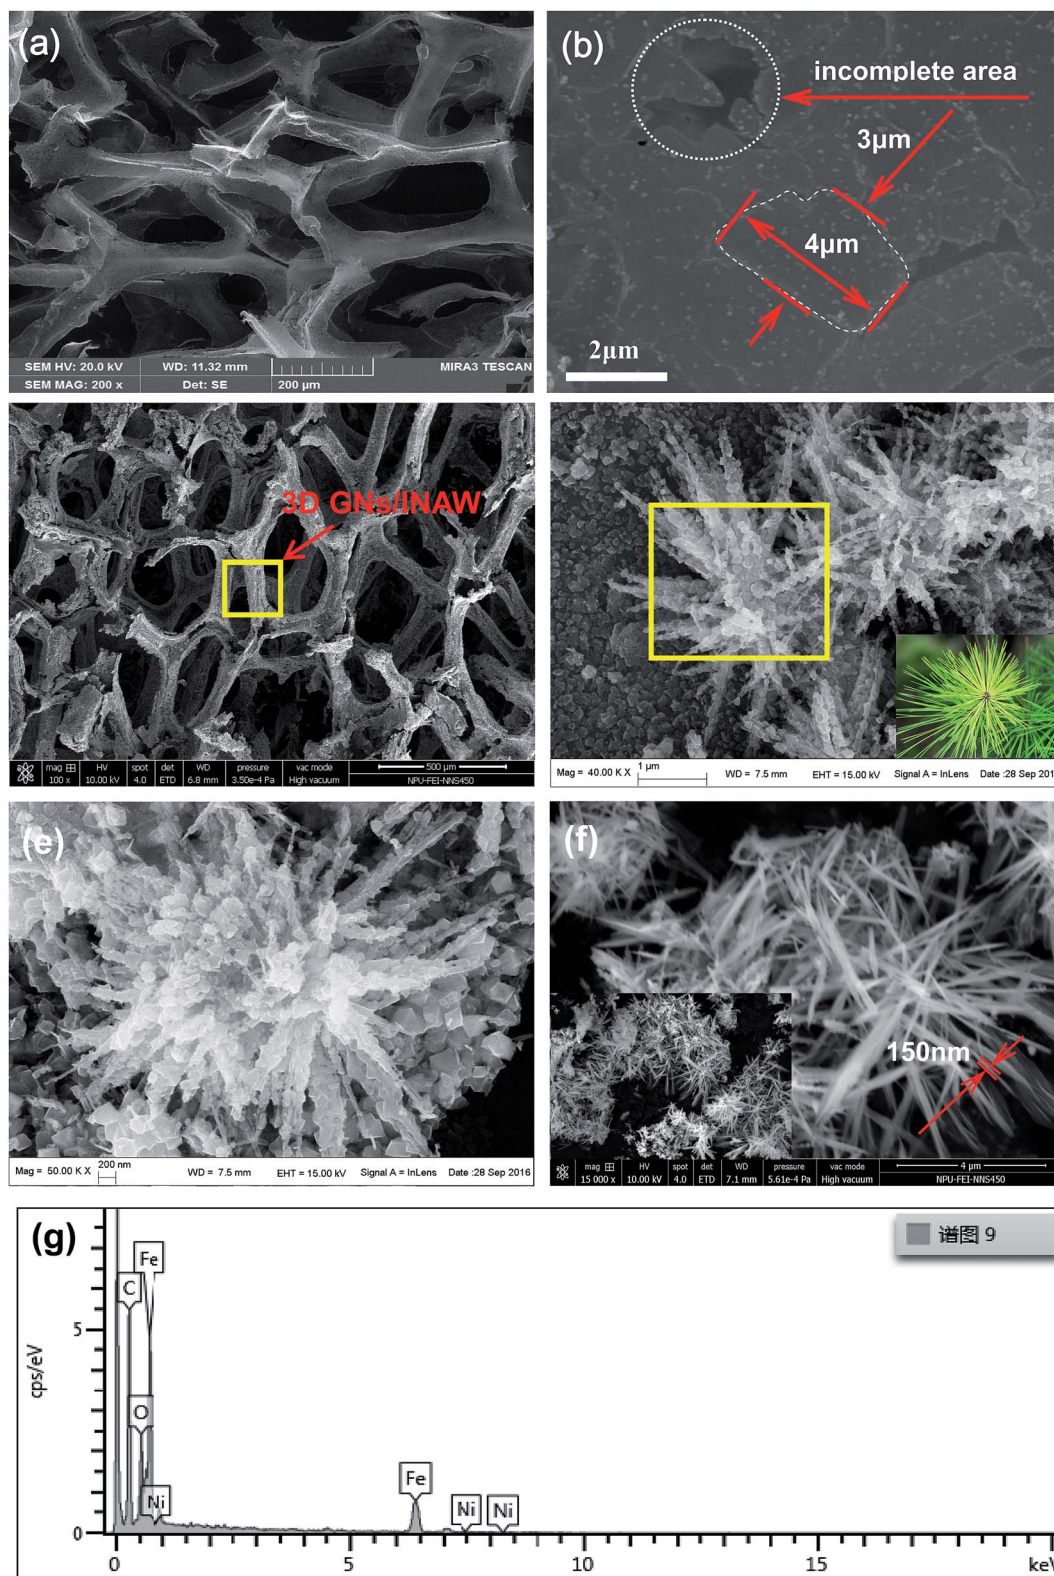 (a)
SEM HV: 20.0 kV WD: 11.32 mm MIRA3 TESCAN
SEM MAG: 200 x Det: SE 200 µm
(b)
incomplete area
3µm
4µm
2µm
3D GNs/INAW
mag HV spot det WD pressure vac mode 500 µm
100 x 10.00 kV 4.0 ETD 6.8 mm 3.50e-4 Pa High vacuum NPU-FEI-NNS450
Mag = 40.00 K X 1 µm WD = 7.5 mm EHT = 15.00 kV Signal A = InLens Date :28 Sep 201
(e)
Mag = 50.00 K X 200 nm WD = 7.5 mm EHT = 15.00 kV Signal A = InLens Date :28 Sep 2016
(f)
150nm
mag HV spot det WD pressure vac mode 4 µm
15 000 x 10.00 kV 4.0 ETD 7.1 mm 5.61e-4 Pa High vacuum NPU-FEI-NNS450
(g)
谱图 9
Fe
C
5
cps/eV
O
Ni
Fe
Ni
Ni
0
0 5 10 15 keV